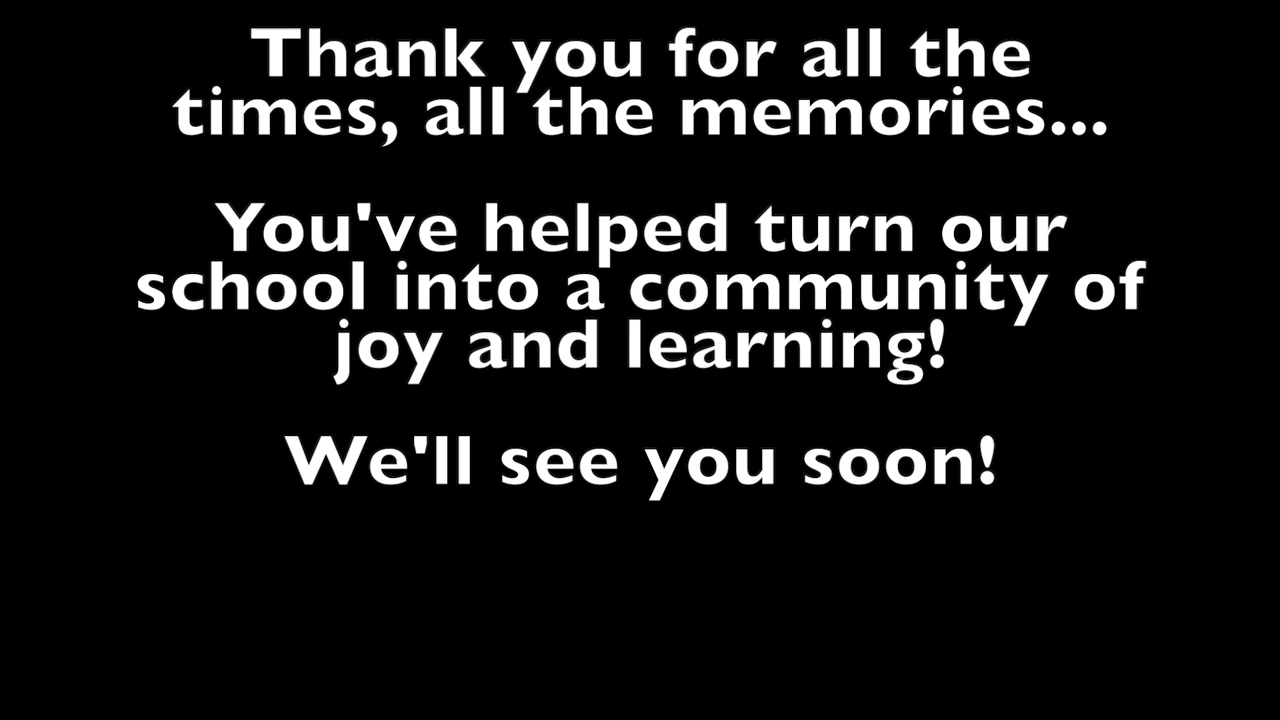 Thank you for all the
times, all the memories...
You've helped turn our
school into a community of
joy and learning!
We'll see you soon!